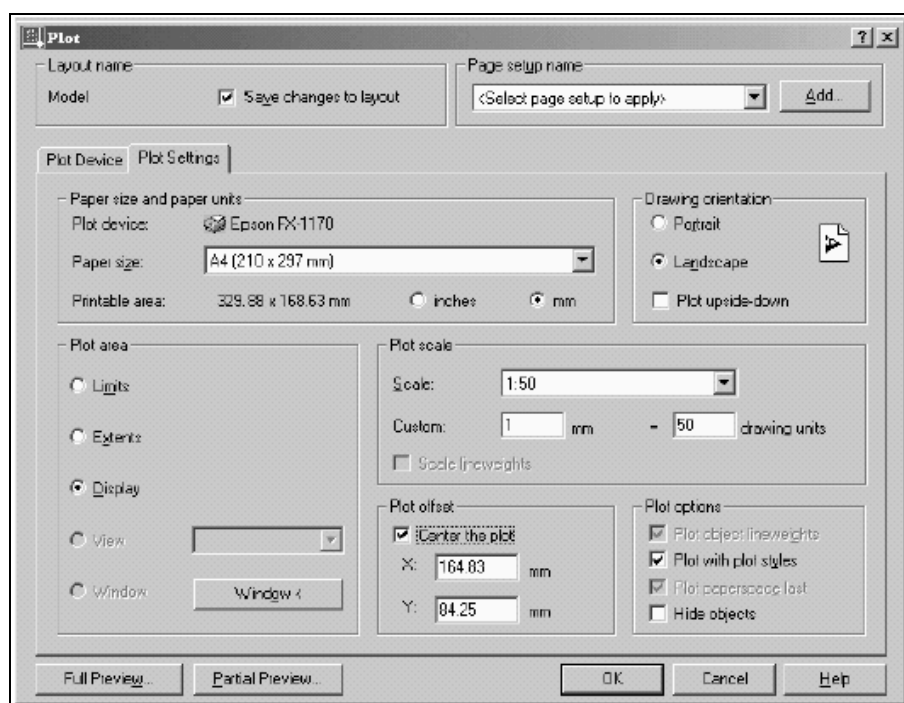 Plot
Layout name
Model
Save changes to layout
Page setup name
<Select page setup to apply>
Add...
Plot Device
Plot Settings
Paper size and paper units
Plot device:
Epson FX-1170
Paper size:
A4 (210 x 297 mm)
Printable area:
329.88 x 168.63 mm
inches
mm
Drawing orientation
Portrait
Landscape
Plot upside-down
A
Plot area
Limits
Extents
Display
View
Window
Window <
Plot scale
Scale:
1:50
Custom:
1
mm
=
50
drawing units
Scale lineweights
Plot offset
Center the plot
X:
164.83
mm
Y:
84.25
mm
Plot options
Plot object lineweights
Plot with plot styles
Plot paperspace last
Hide objects
Full Preview...
Partial Preview...
OK
Cancel
Help